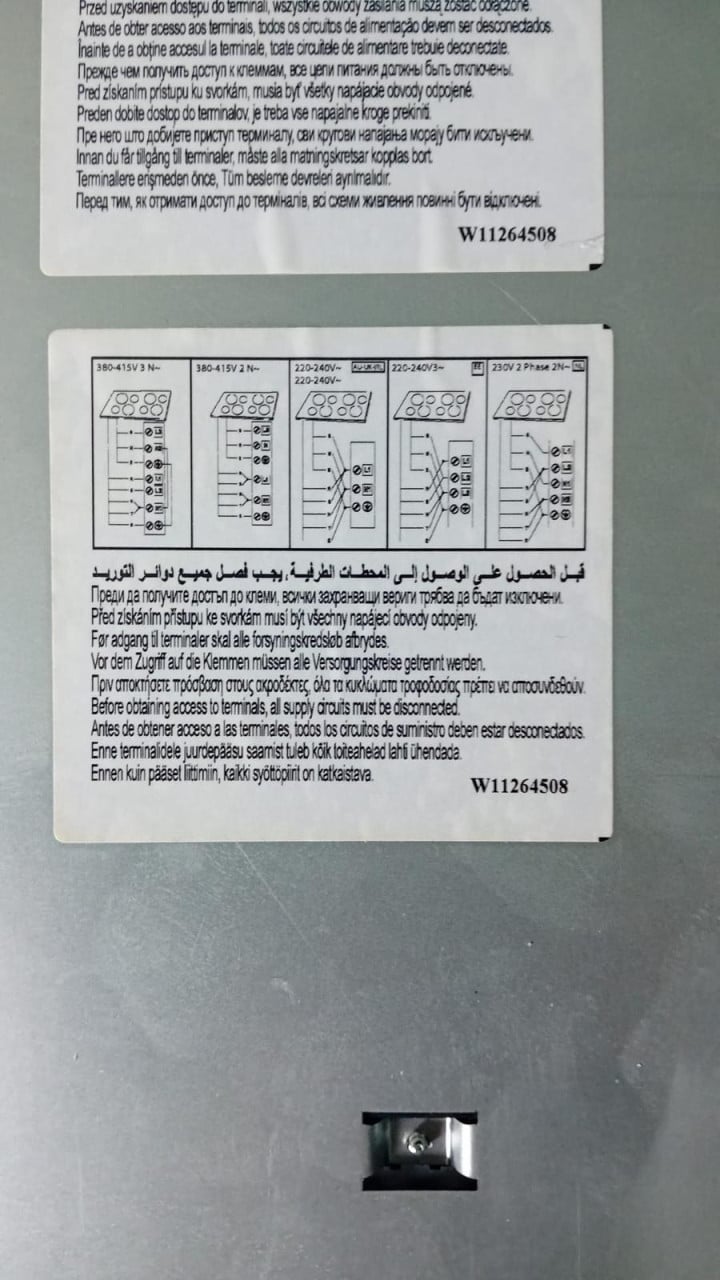 Przed uzyskaniem dostępu do terminali, wszystkie obwody zasilania muszą zostać odłączone.
Antes de obter acesso aos terminais, todos os circuitos de alimentação devem ser desconectados.
Înainte de a obține accesul la terminale, toate circuitele de alimentare trebuie deconectate.
Прежде чем получить доступ к клеммам, все цепи питания должны быть отключены.
Pred získaním prístupu ku svorkám, musia byť všetky napájacie obvody odpojené.
Preden dobite dostop do terminalov, je treba vse napajalne kroge prekiniti.
Пре него што добијете приступ терминалу, сви кругови напајања морају бити искључени.
Innan du får tillgång till terminaler, måste alla matningskretsar kopplas bort.
Terminallere erişmeden önce, Tüm besleme devreleri ayrılmalıdır.
Перед тим, як отримати доступ до терміналів, всі схеми живлення повинні бути відключені.
W11264508
380-415V 3 N~ 380-415V 2 N~ 220-240V~ AU-UK-IRL 220-240V3~ BE 230V 2 Phase 2N~ NL
220-240V~
قبل الحصول على الوصول إلى المحطات الطرفية، يجب فصل جميع دوائر التوريد
Преди да получите достъп до клеми, всички захранващи вериги трябва да бъдат изключени.
Před získáním přístupu ke svorkám musí být všechny napájecí obvody odpojeny.
Før adgang til terminaler skal alle forsyningskredsløb afbrydes.
Vor dem Zugriff auf die Klemmen müssen alle Versorgungskreise getrennt werden.
Πριν αποκτήσετε πρόσβαση στους ακροδέκτες, όλα τα κυκλώματα τροφοδοσίας πρέπει να αποσυνδεθούν.
Before obtaining access to terminals, all supply circuits must be disconnected.
Antes de obtener acceso a las terminales, todos los circuitos de suministro deben estar desconectados.
Enne terminalidele juurdepääsu saamist tuleb kõik toiteahelad lahti ühendada.
Ennen kuin pääset liittimiin, kaikki syöttöpiirit on katkaistava.
W11264508